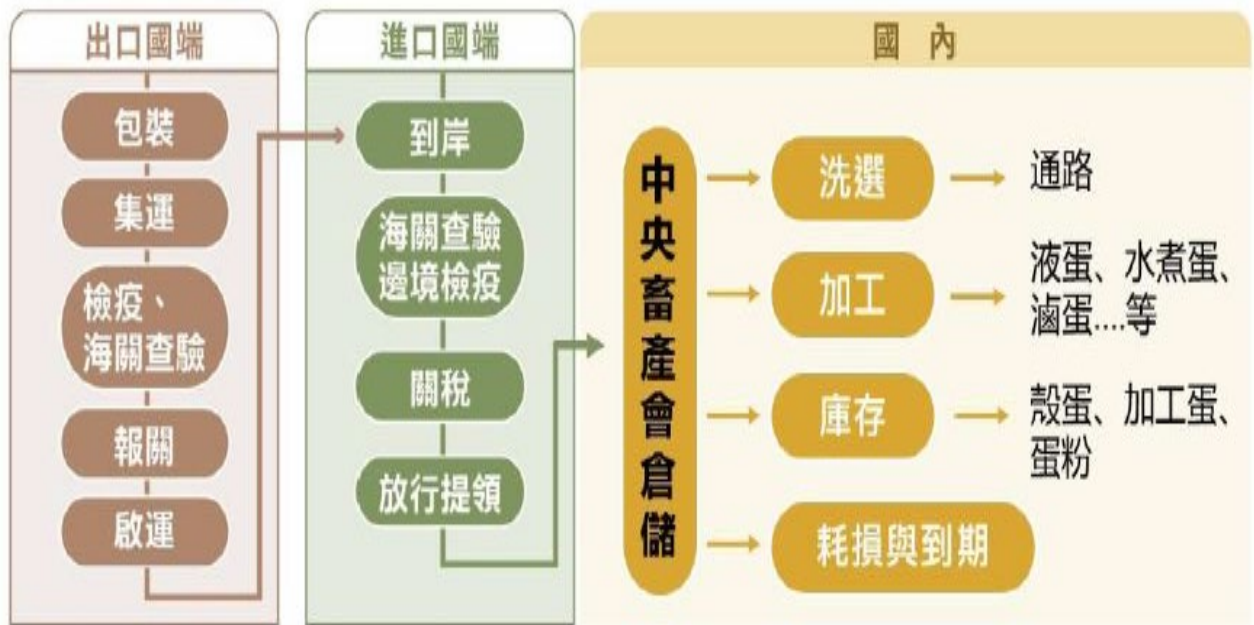 出口國端
包裝
集運
檢疫、
海關查驗
報關
啟運
進口國端
到岸
海關查驗
邊境檢疫
關稅
放行提領
國 內
中央畜產會倉儲
洗選
通路
加工
液蛋、水煮蛋、
滷蛋....等
庫存
殼蛋、加工蛋、
蛋粉
耗損與到期